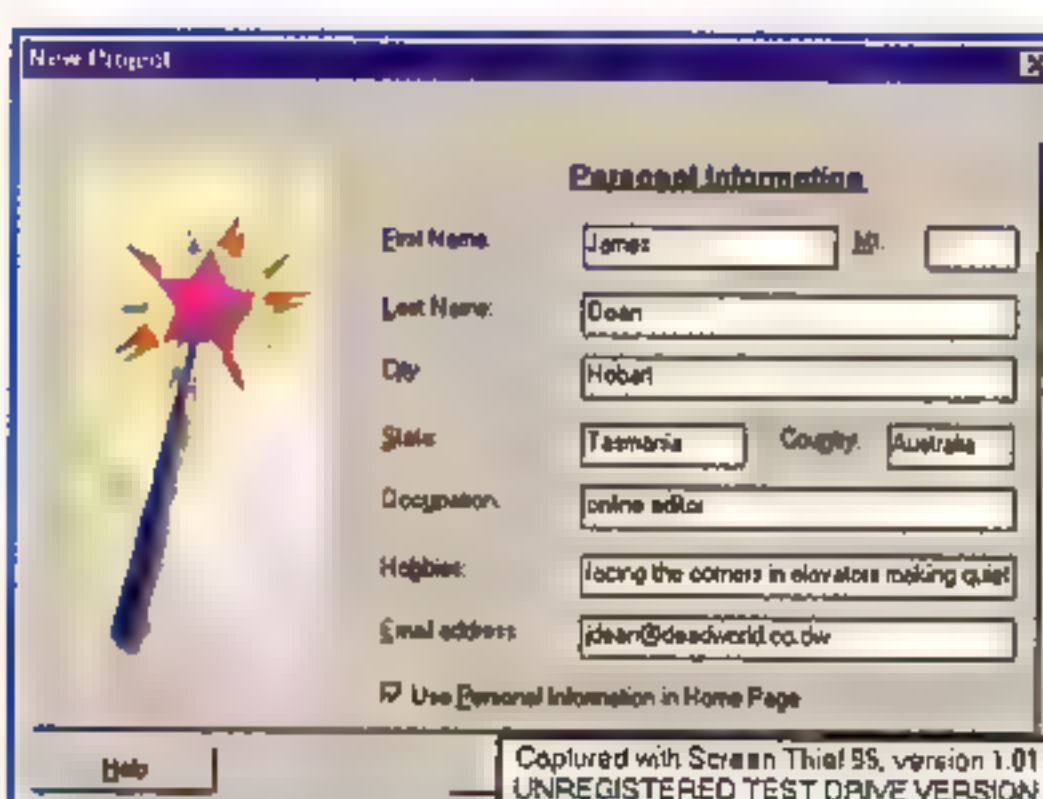 New Project
Personal Information
First Name: James MI:
Last Name: Dean
City: Hobart
State: Tasmania Country: Australia
Occupation: online editor
Hobbies: facing the corners in elevators making quiet
Email address: jdean@deadworld.co.dw
Use Personal Information in Home Page
Help
Captured with Screen Thief 95, version 1.01
UNREGISTERED TEST DRIVE VERSION